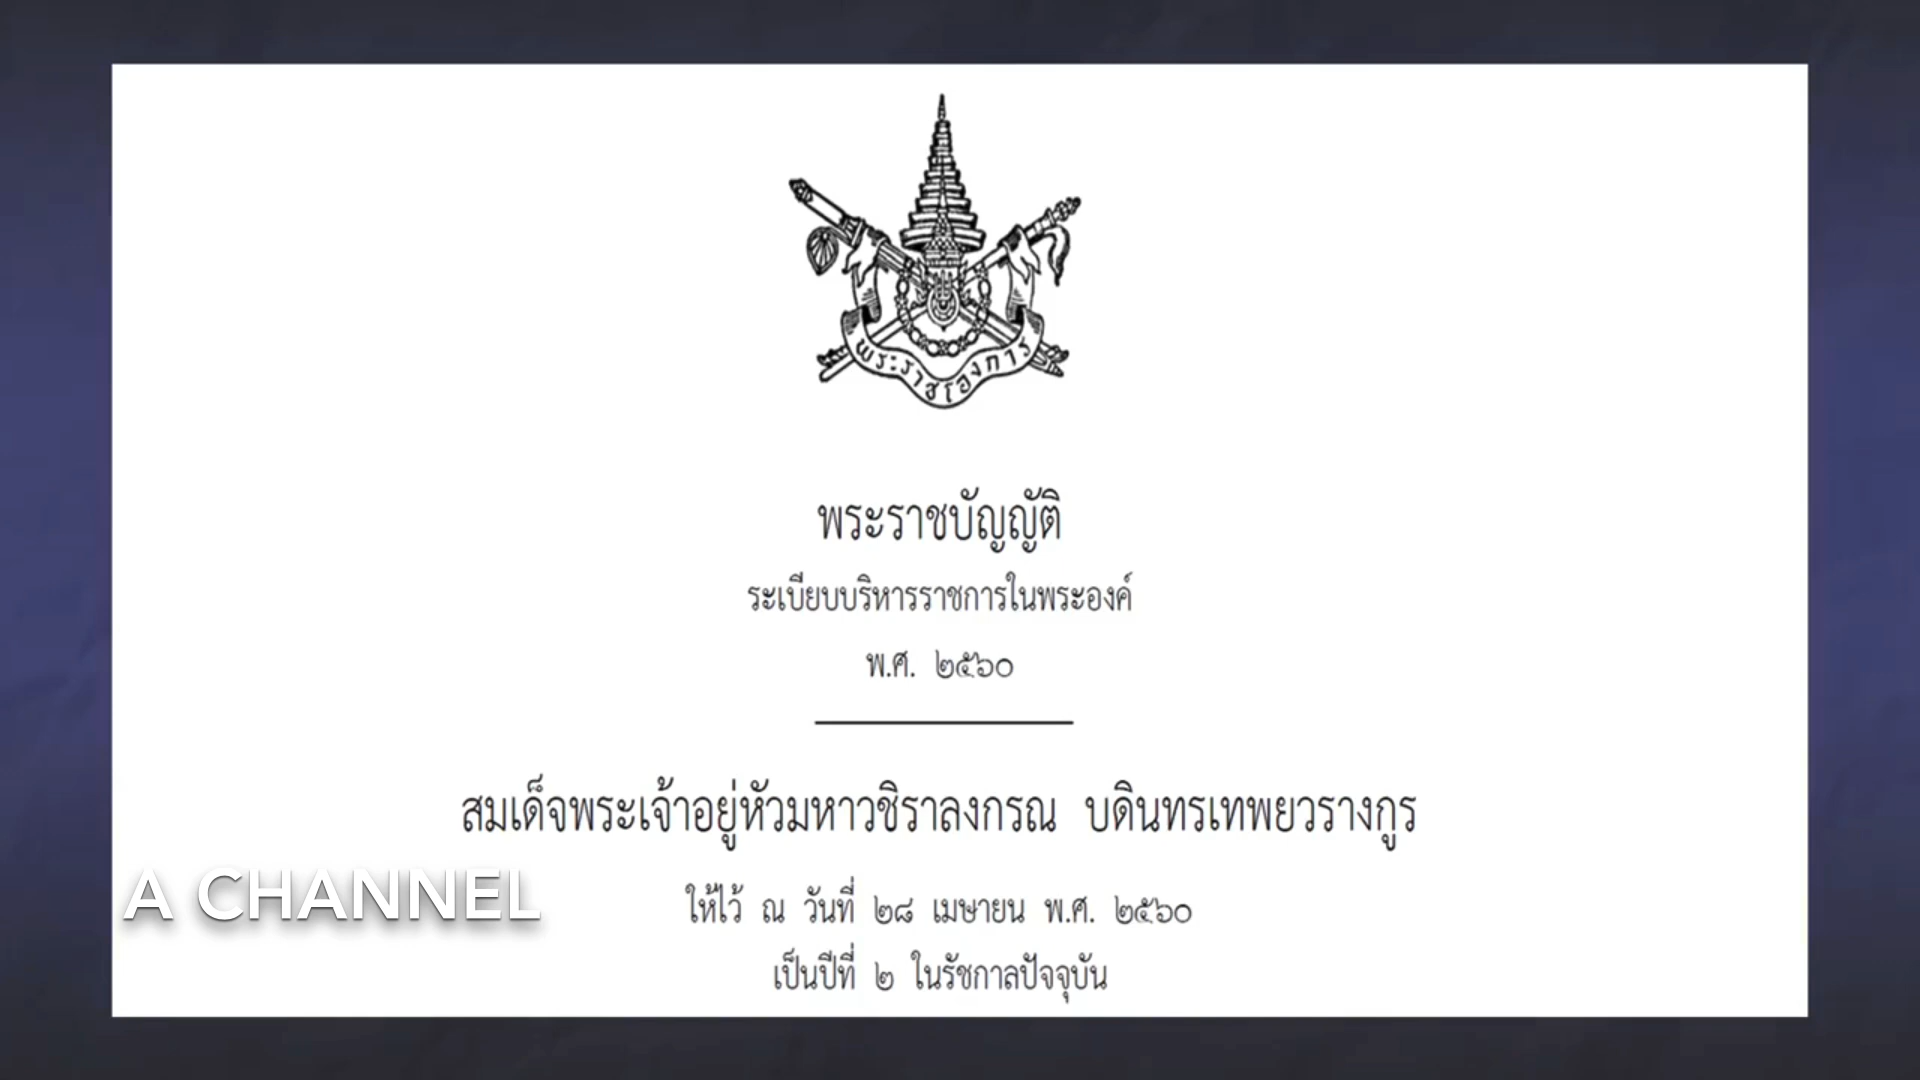 พระราชโองการ
พระราชบัญญัติ
ระเบียบบริหารราชการในพระองค์
พ.ศ. ๒๕๖๐
สมเด็จพระเจ้าอยู่หัวมหาวชิราลงกรณ บดินทรเทพยวรางกูร
ให้ไว้ ณ วันที่ ๒๘ เมษายน พ.ศ. ๒๕๖๐
เป็นปีที่ ๒ ในรัชกาลปัจจุบัน
A CHANNEL